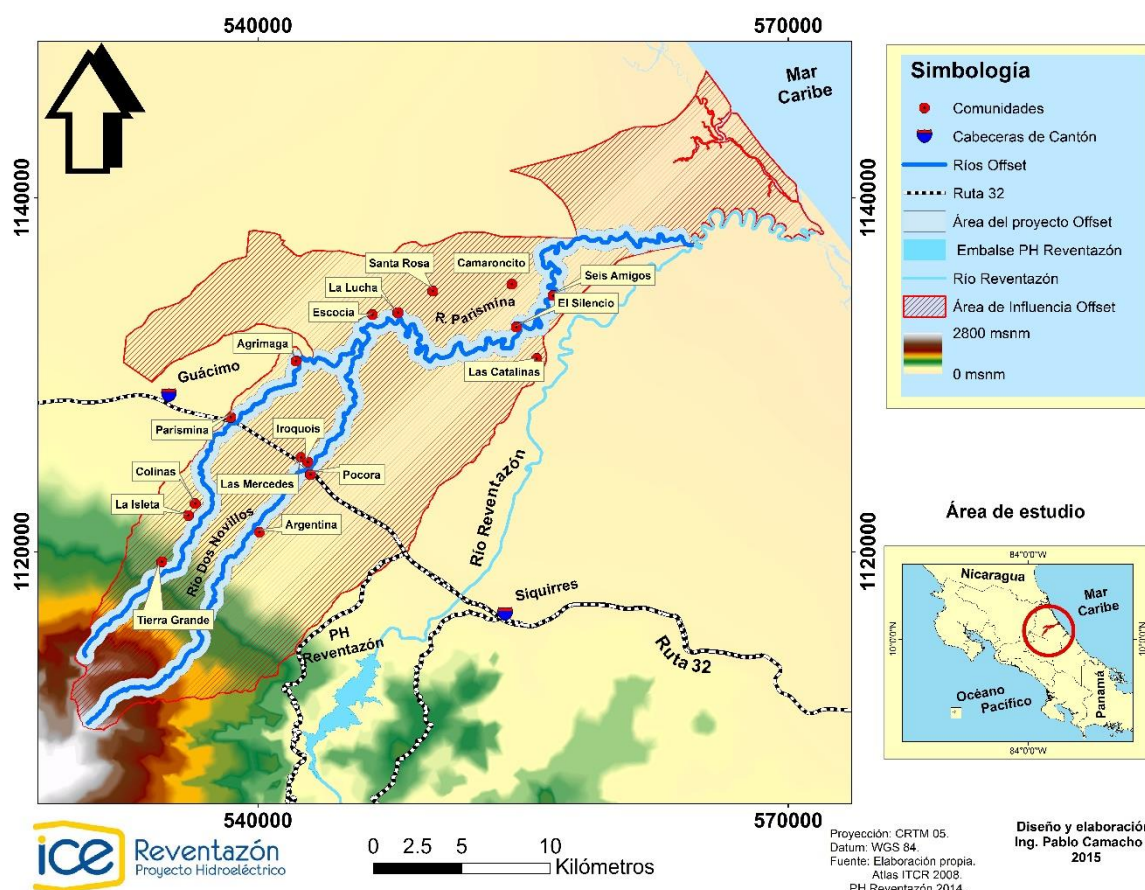 540000
570000
Mar
Caribe
1140000
1140000
Santa Rosa
Camaroncito
La Lucha
Seis Amigos
R. Parismina
Escocia
El Silencio
Agrimaga
Las Catalinas
Guácimo
Parismina
Iroquois
Colinas
Las Mercedes
Pocora
La Isleta
Río Dos Novillos
Argentina
Río Reventazón
1120000
1120000
Tierra Grande
Siquirres
PH
Reventazón
Ruta 32
540000
570000
Simbología
Comunidades
Cabeceras de Cantón
Ríos Offset
Ruta 32
Área del proyecto Offset
Embalse PH Reventazón
Río Reventazón
Área de Influencia Offset
2800 msnm
0 msnm
Área de estudio
84°0'0"W
Nicaragua
Mar
Caribe
10°0'0"N
10°0'0"N
Océano
Pacífico
Panamá
84°0'0"W
ice
Reventazón
Proyecto Hidroeléctrico
0 2.5 5 10
Kilómetros
Proyección: CRTM 05.
Datum: WGS 84.
Fuente: Elaboración propia.
Atlas ITCR 2008.
PH Reventazón 2014
Diseño y elaboración
Ing. Pablo Camacho
2015